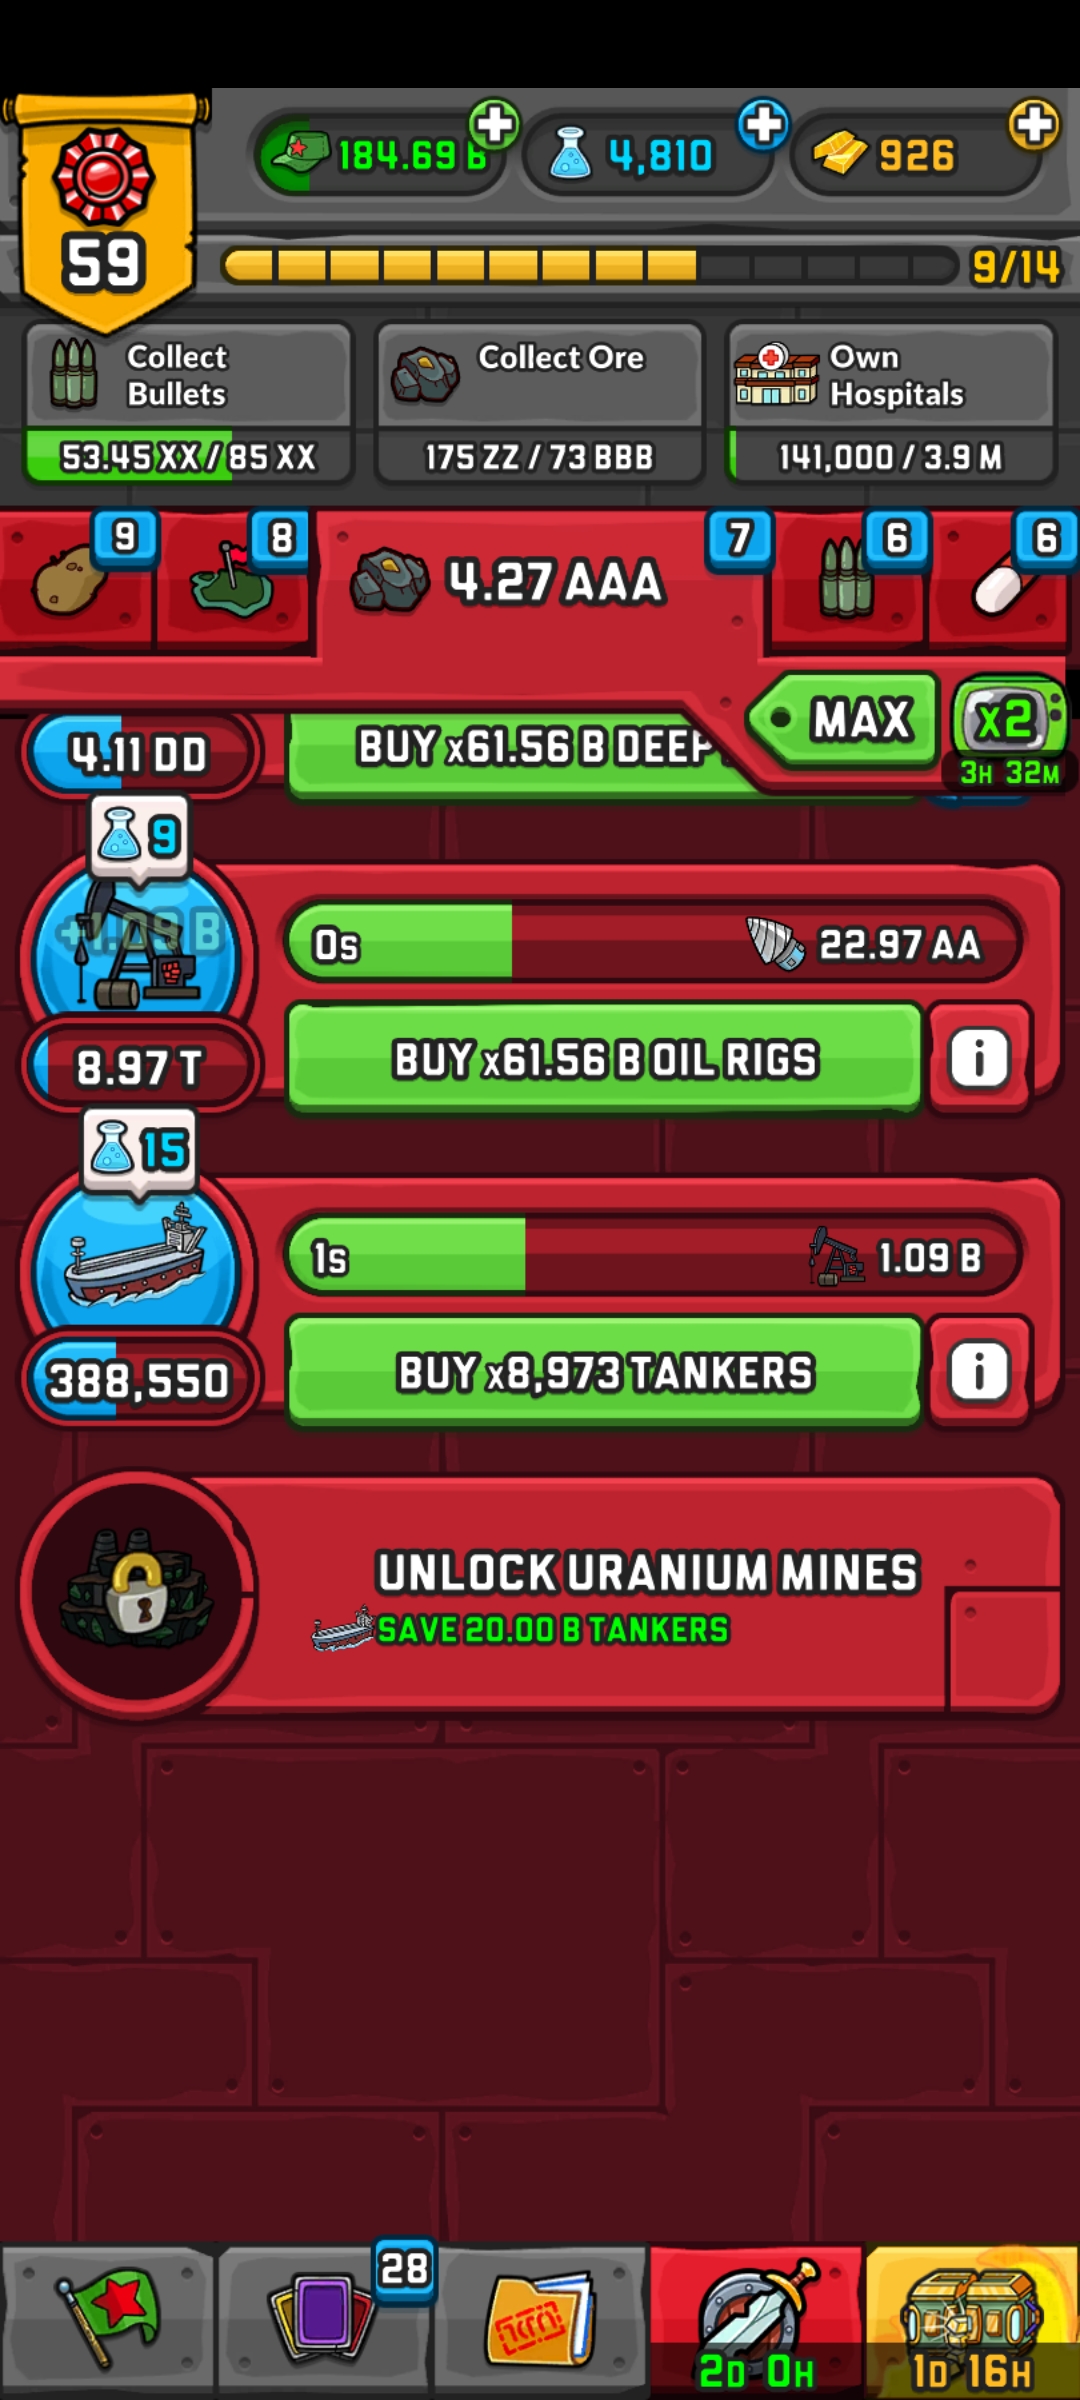 184.69 B
4,810
926
59
9/14
Collect
Bullets
Collect Ore
Own
Hospitals
53.45 XX / 85 XX
175 ZZ / 73 BBB
141,000 / 3.9 M
9
8
4.27 AAA
7
6
6
MAX
x2
3H 32M
4.11 DD
BUY x61.56 B DEEP
9
+1.09 B
0s
22.97 AA
8.97 T
BUY x61.56 B OIL RIGS
i
15
1s
1.09 B
388,550
BUY x8,973 TANKERS
i
UNLOCK URANIUM MINES
SAVE 20.00 B TANKERS
28
2D 0H
1D 16H